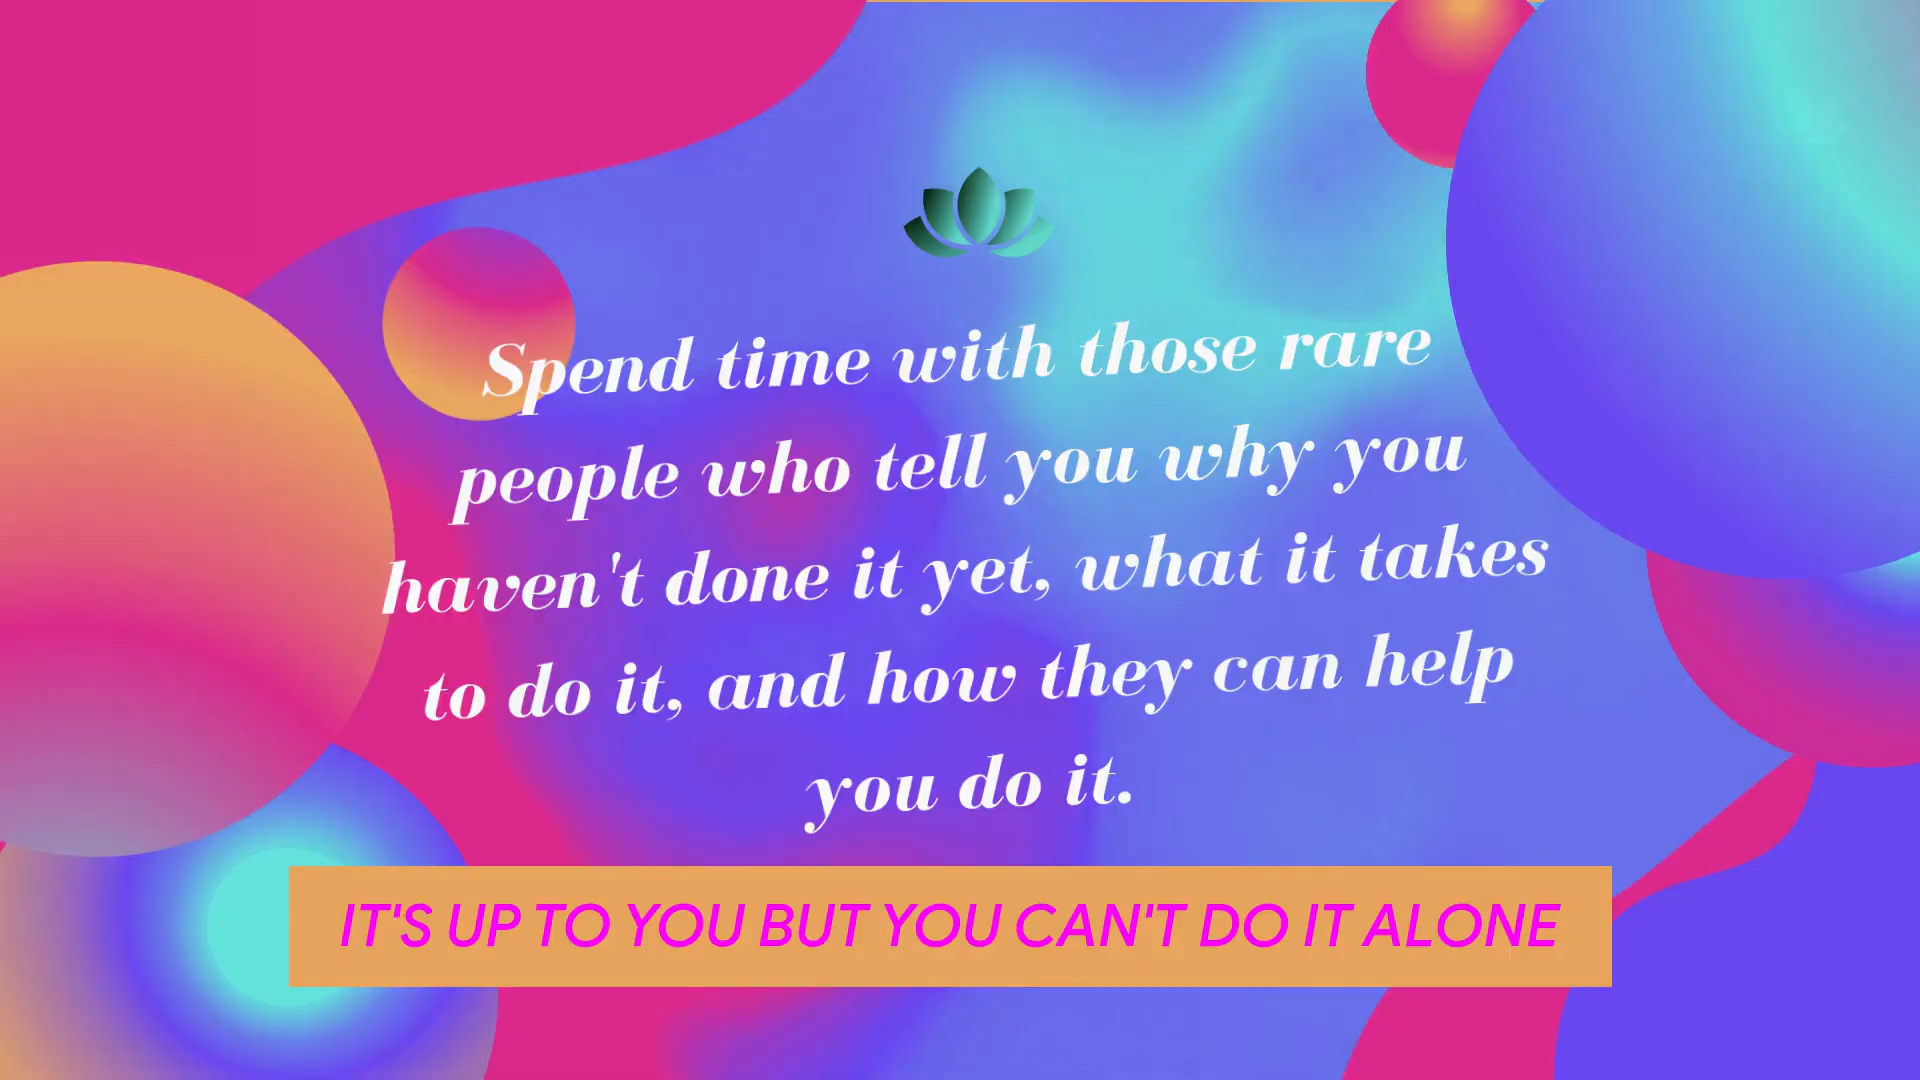 Spend time with those rare
people who tell you why you
haven't done it yet, what it takes
to do it, and how they can help
you do it.
IT'S UP TO YOU BUT YOU CAN'T DO IT ALONE